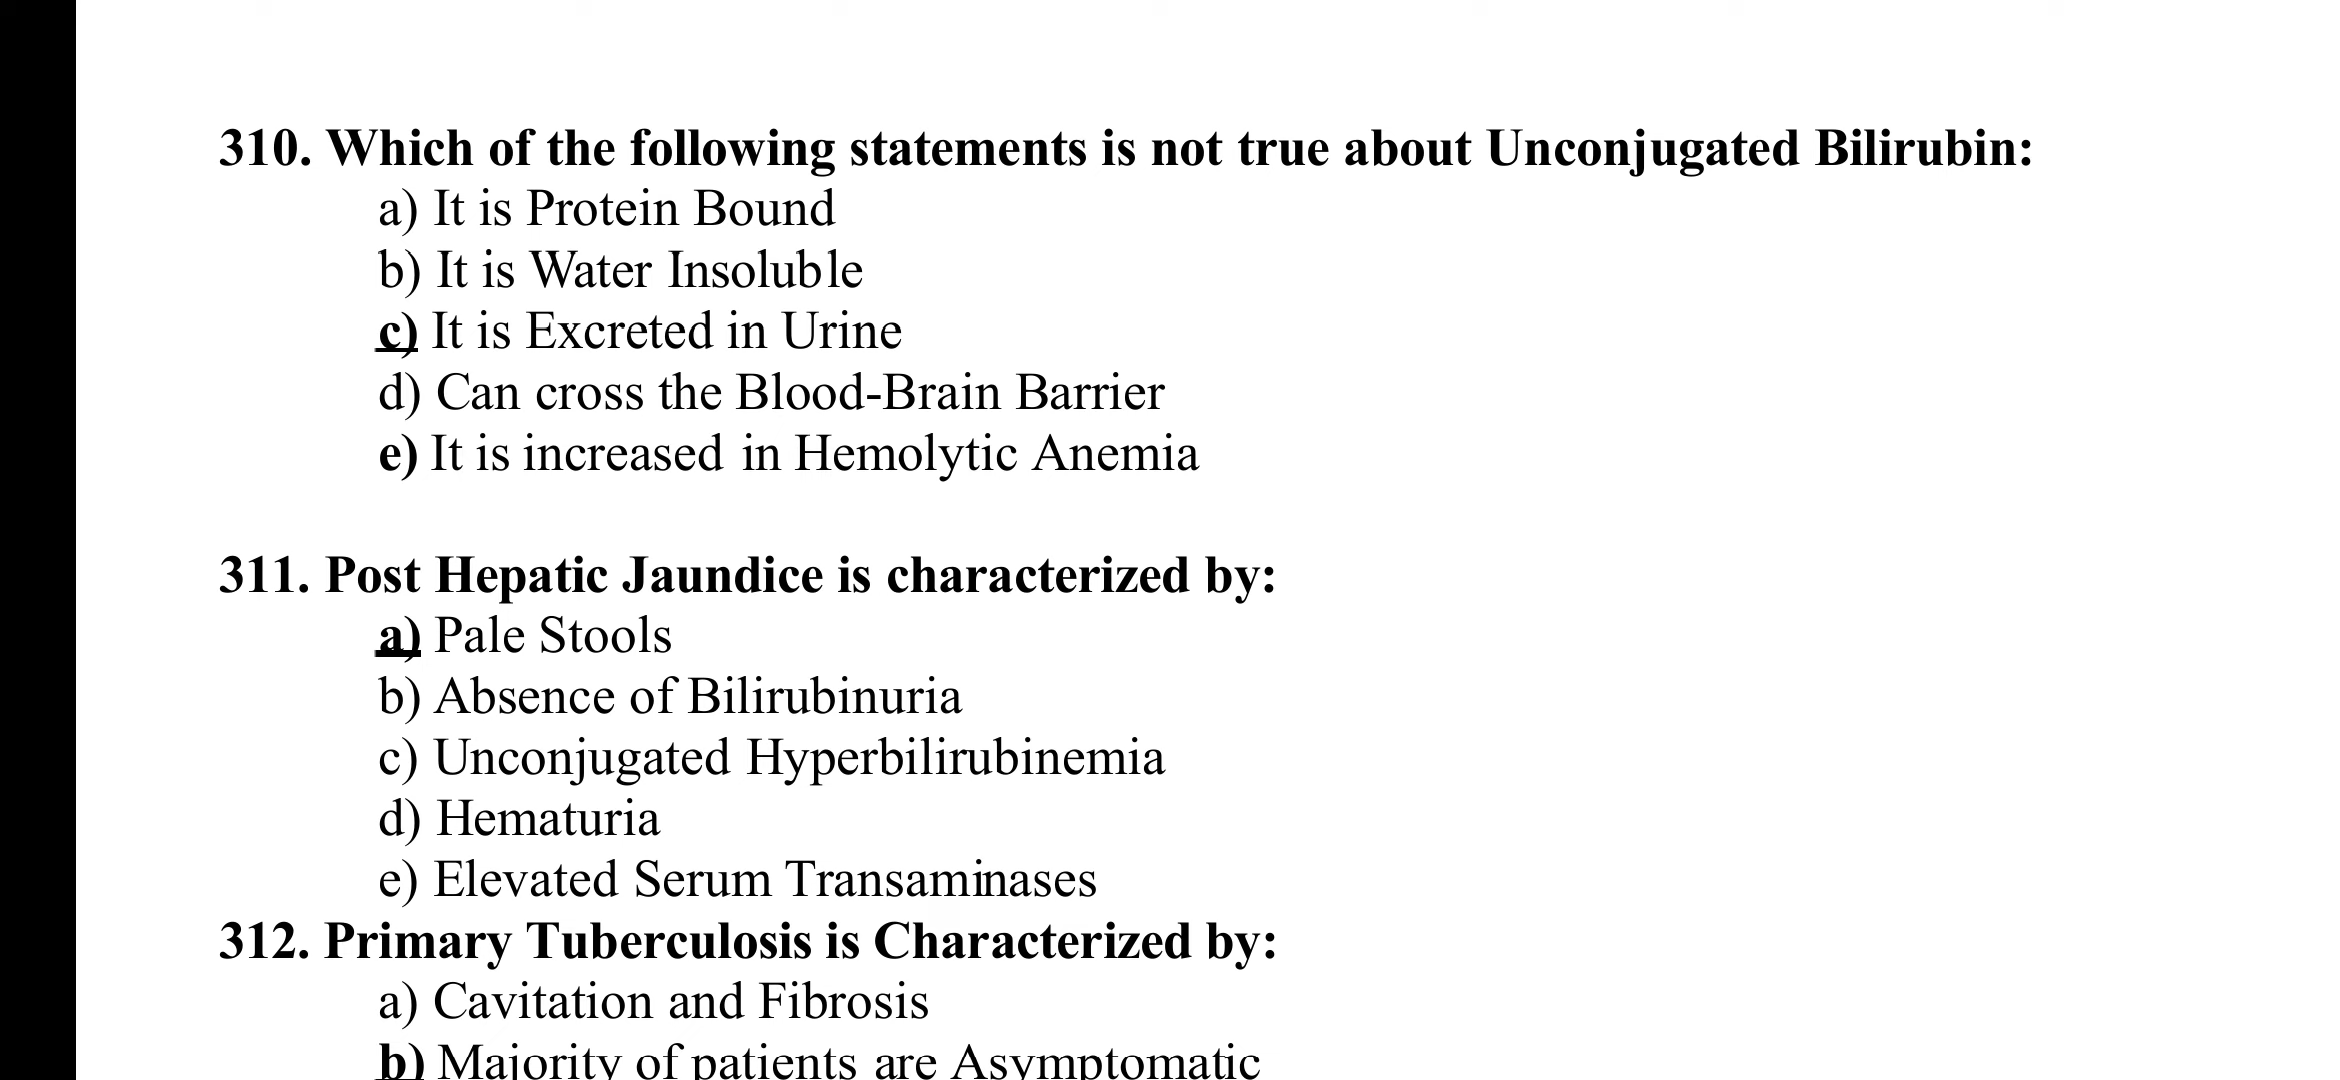 310. Which of the following statements is not true about Unconjugated Bilirubin:
a) It is Protein Bound
b) It is Water Insoluble
c) It is Excreted in Urine
d) Can cross the Blood-Brain Barrier
e) It is increased in Hemolytic Anemia
311. Post Hepatic Jaundice is characterized by:
a) Pale Stools
b) Absence of Bilirubinuria
c) Unconjugated Hyperbilirubinemia
d) Hematuria
e) Elevated Serum Transaminases
312. Primary Tuberculosis is Characterized by:
a) Cavitation and Fibrosis
b) Majority of patients are Asymptomatic